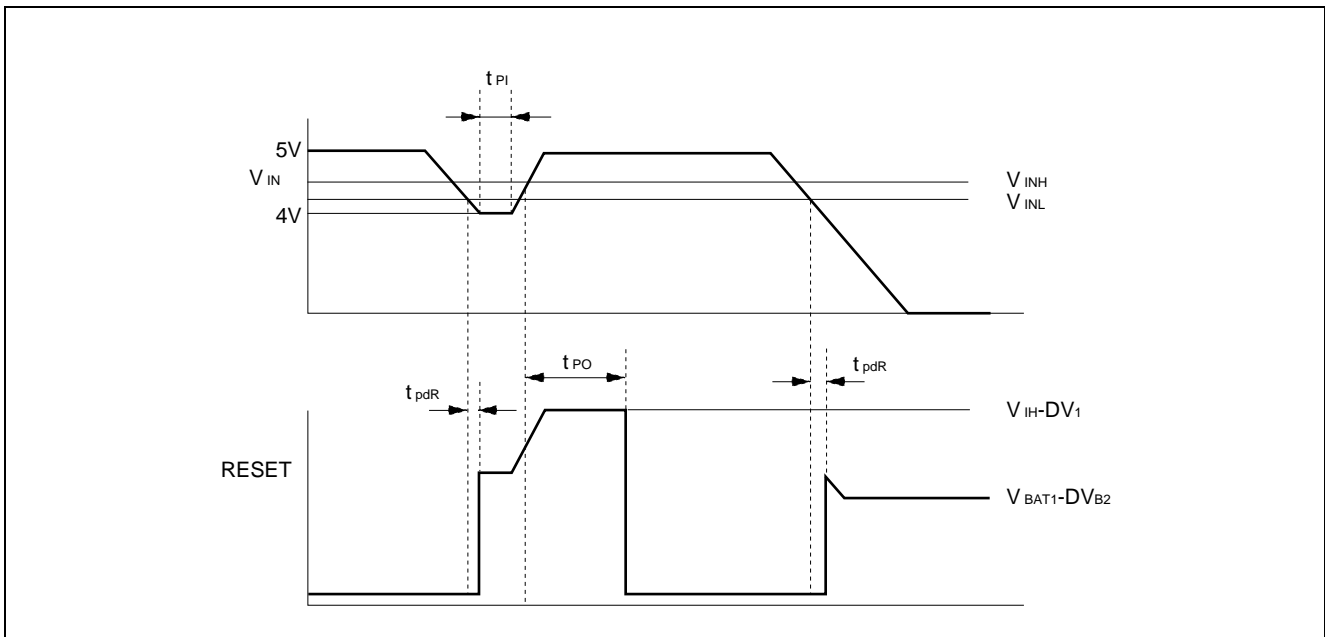 t PI
5V
V IN
V INH
V INL
4V
t PO
t pdR
t pdR
V IH-DV1
RESET
V BAT1-DVB2